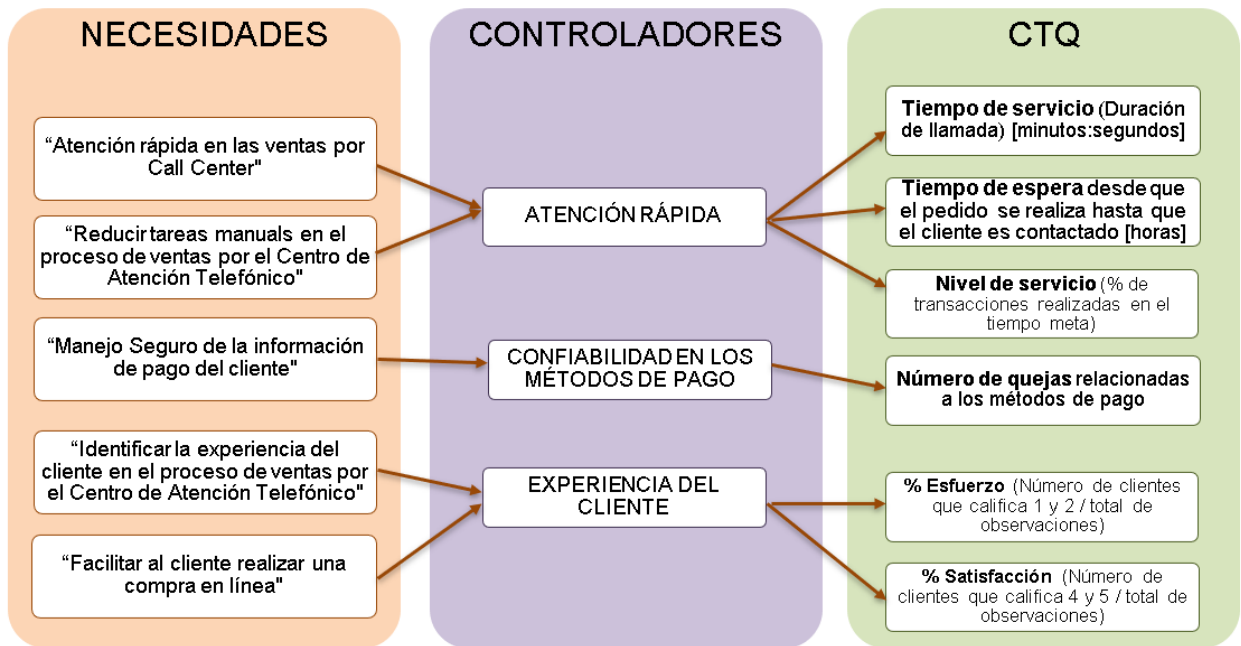 NECESIDADES
“Atención rápida en las ventas por
Call Center"
“Reducir tareas manuals en el
proceso de ventas por el Centro de
Atención Telefónico"
“Manejo Seguro de la información
de pago del cliente"
“Identificar la experiencia del
cliente en el proceso de ventas por
el Centro de Atención Telefónico"
“Facilitar al cliente realizar una
compra en línea"
CONTROLADORES
ATENCIÓN RÁPIDA
CONFIABILIDAD EN LOS
MÉTODOS DE PAGO
EXPERIENCIA DEL
CLIENTE
CTQ
Tiempo de servicio (Duración
de llamada) [minutos:segundos]
Tiempo de espera desde que
el pedido se realiza hasta que
el cliente es contactado [horas]
Nivel de servicio (% de
transacciones realizadas en el
tiempo meta)
Número de quejas relacionadas
a los métodos de pago
% Esfuerzo (Número de clientes
que califica 1 y 2 / total de
observaciones)
% Satisfacción (Número de
clientes que califica 4 y 5 / total de
observaciones)